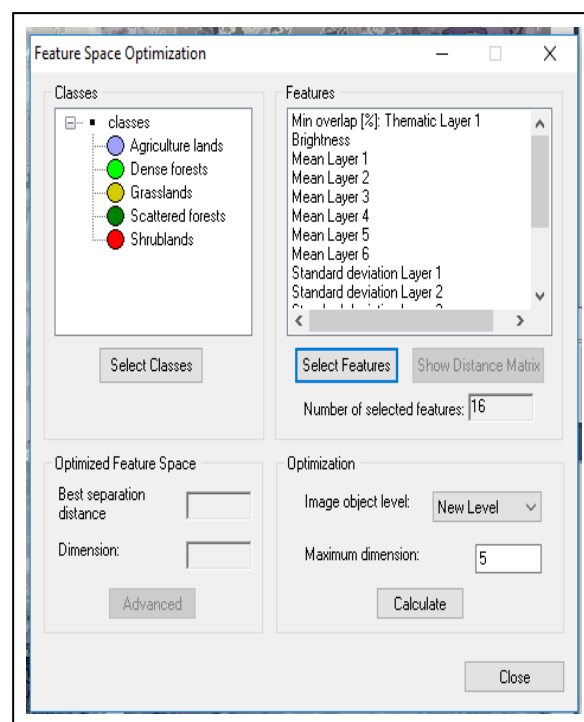 Feature Space Optimization
Classes
classes
Agriculture lands
Dense forests
Grasslands
Scattered forests
Shrublands
Select Classes
Features
Min overlap [%]: Thematic Layer 1
Brightness
Mean Layer 1
Mean Layer 2
Mean Layer 3
Mean Layer 4
Mean Layer 5
Mean Layer 6
Standard deviation Layer 1
Standard deviation Layer 2
Select Features
Show Distance Matrix
Number of selected features: 16
Optimized Feature Space
Best separation
distance
Dimension:
Advanced
Optimization
Image object level: New Level
Maximum dimension: 5
Calculate
Close